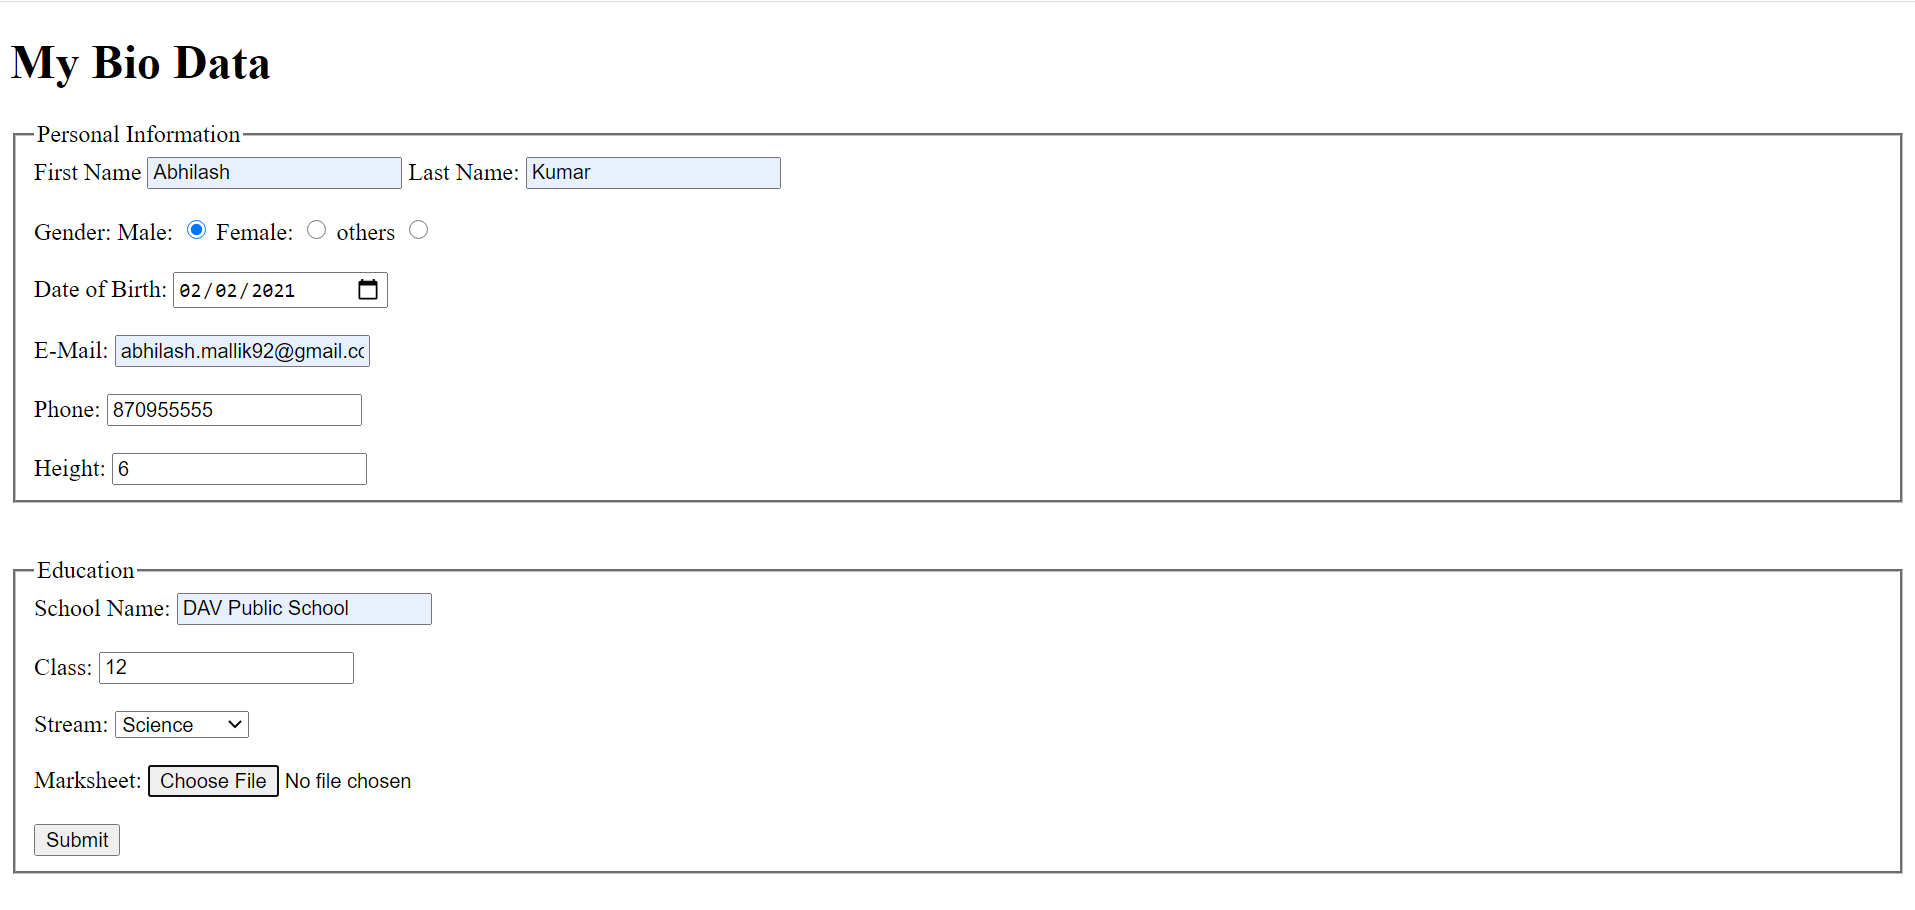 My Bio Data
Personal Information
First Name Abhilash Last Name: Kumar
Gender: Male: Female: others
Date of Birth: 02/02/2021
E-Mail: abhilash.mallik92@gmail.cc
Phone: 870955555
Height: 6
Education
School Name: DAV Public School
Class: 12
Stream: Science
Marksheet: Choose File No file chosen
Submit